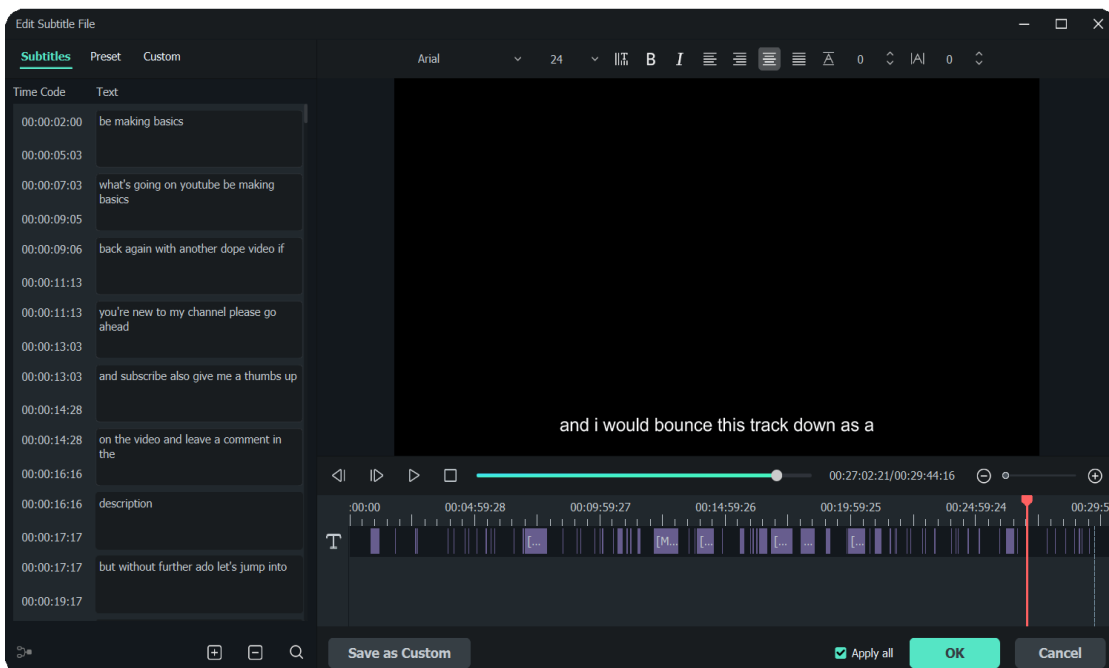 Edit Subtitle File
Subtitles Preset Custom
Arial 24 B I A 0 |A| 0
Time Code Text
00:00:02:00 be making basics
00:00:05:03
00:00:07:03 what's going on youtube be making
basics
00:00:09:05
00:00:09:06 back again with another dope video if
00:00:11:13
00:00:11:13 you're new to my channel please go
ahead
00:00:13:03
00:00:13:03 and subscribe also give me a thumbs up
00:00:14:28
00:00:14:28 on the video and leave a comment in
the
00:00:16:16
00:00:16:16 description
00:00:17:17
00:00:17:17 but without further ado let's jump into
00:00:19:17
and i would bounce this track down as a
00:27:02:21/00:29:44:16
:00:00 00:04:59:28 00:09:59:27 00:14:59:26 00:19:59:25 00:24:59:24 00:29:5
T [... [M... [... [... ... [...
Save as Custom
Apply all
OK
Cancel